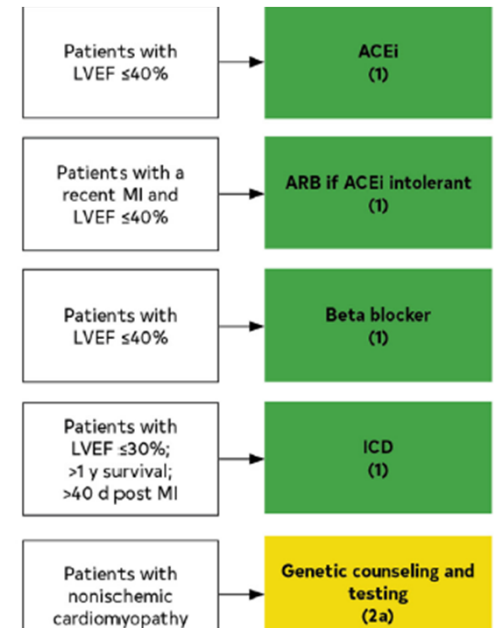 Patients with
LVEF ≤40%
ACEi
(1)
Patients with a
recent MI and
LVEF ≤40%
ARB if ACEi intolerant
(1)
Patients with
LVEF ≤40%
Beta blocker
(1)
Patients with
LVEF ≤30%;
>1 y survival;
>40 d post MI
ICD
(1)
Patients with
nonischemic
cardiomyopathy
Genetic counseling and
testing
(2a)